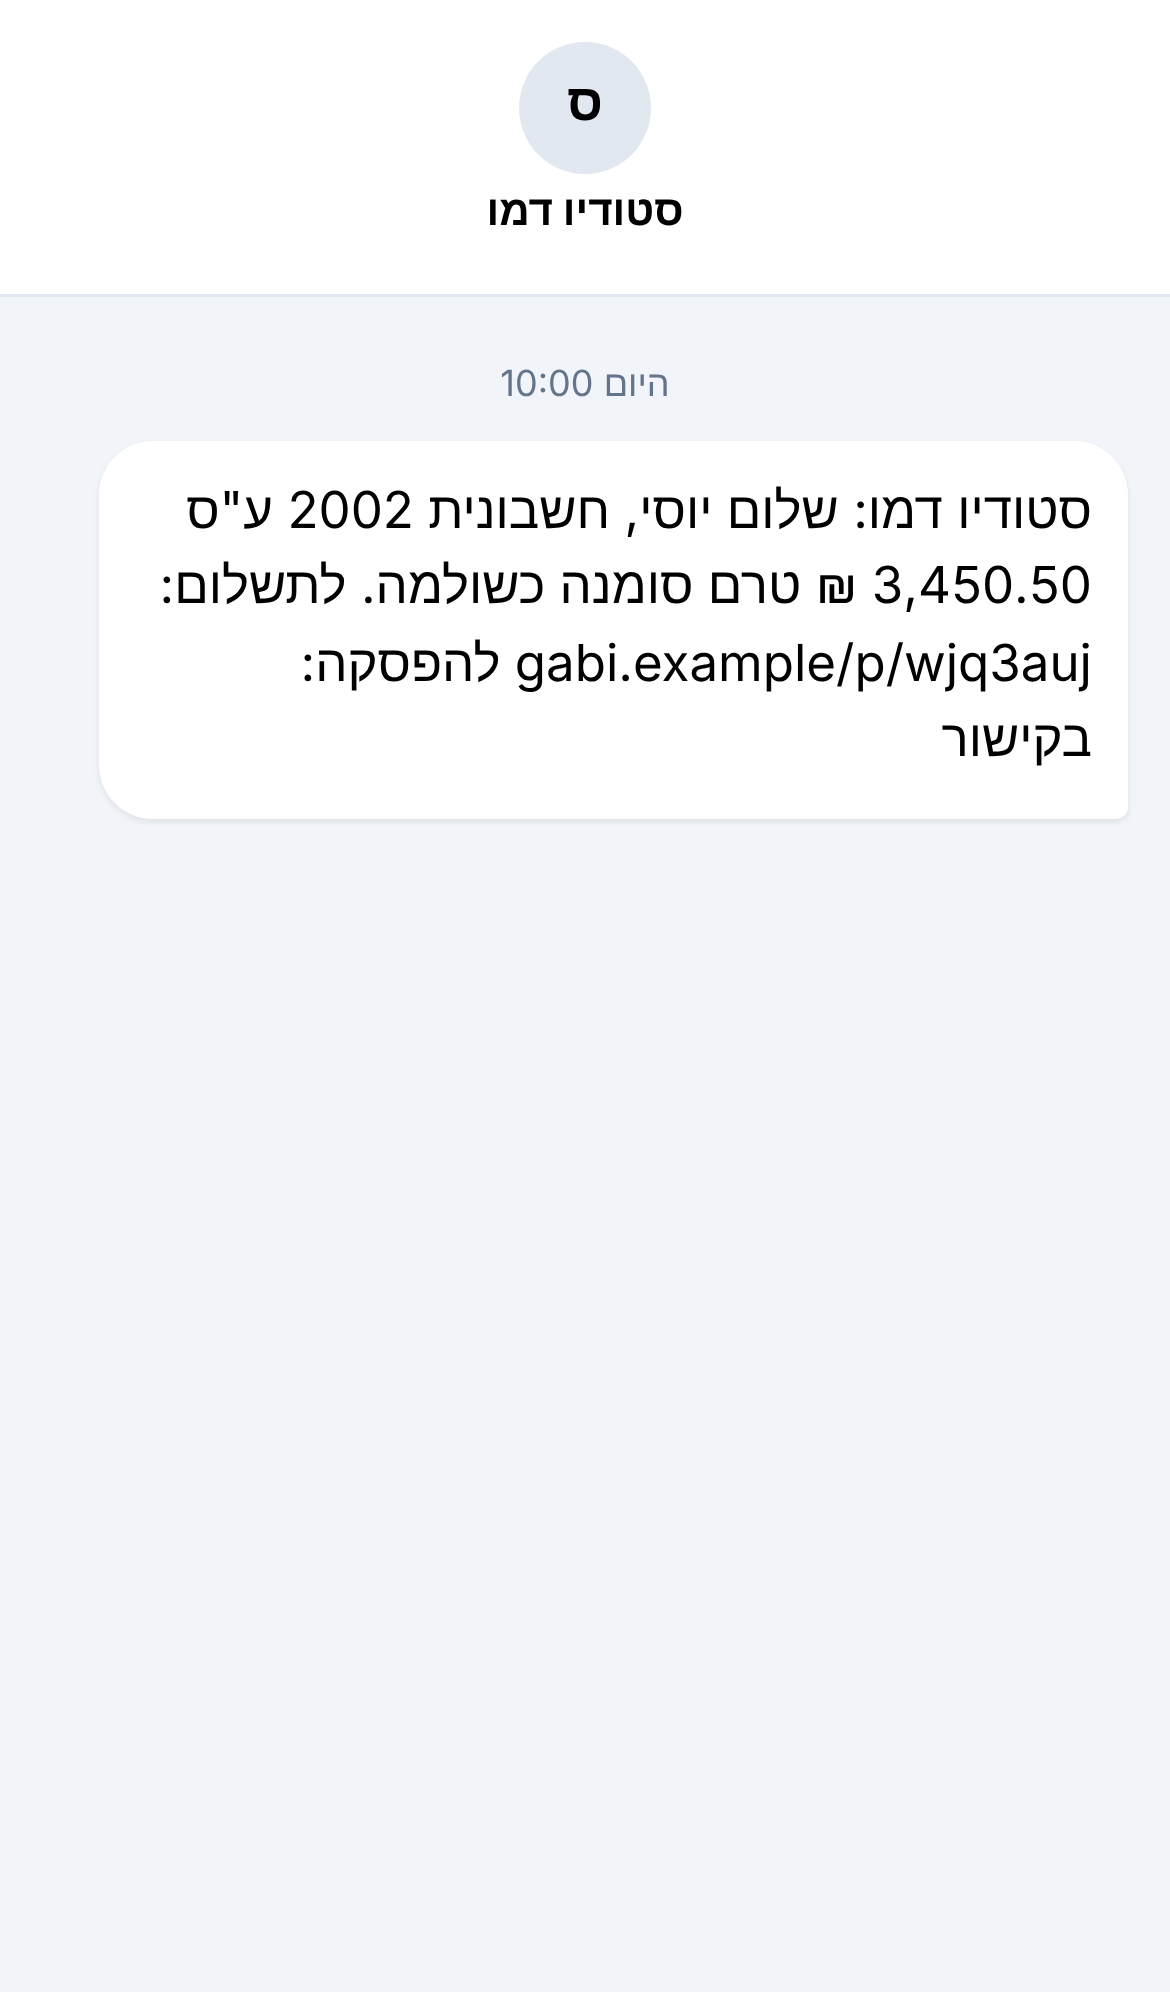 ס
סטודיו דמו
היום 10:00
סטודיו דמו: שלום יוסי, חשבונית 2002 ע"ס
3,450.50 ₪ טרם סומנה כשולמה. לתשלום:
gabi.example/p/wjq3auj להפסקה:
בקישור